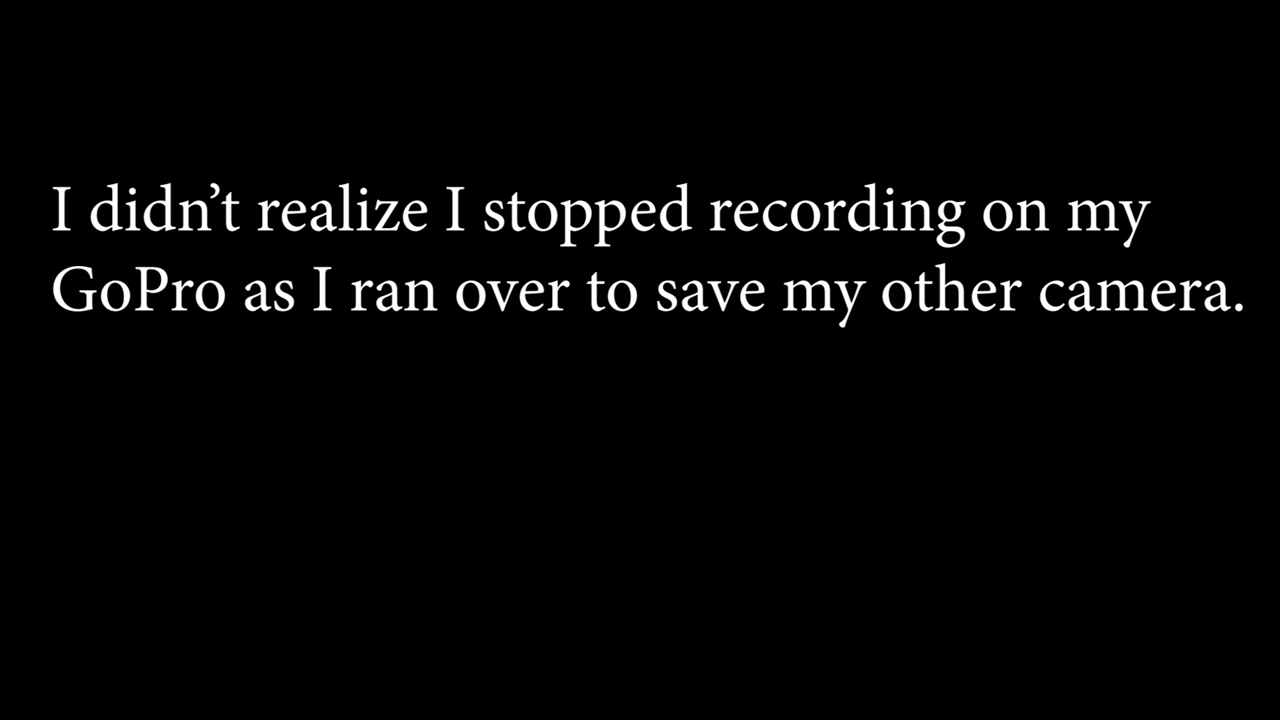 I didn’t realize I stopped recording on my
GoPro as I ran over to save my other camera.